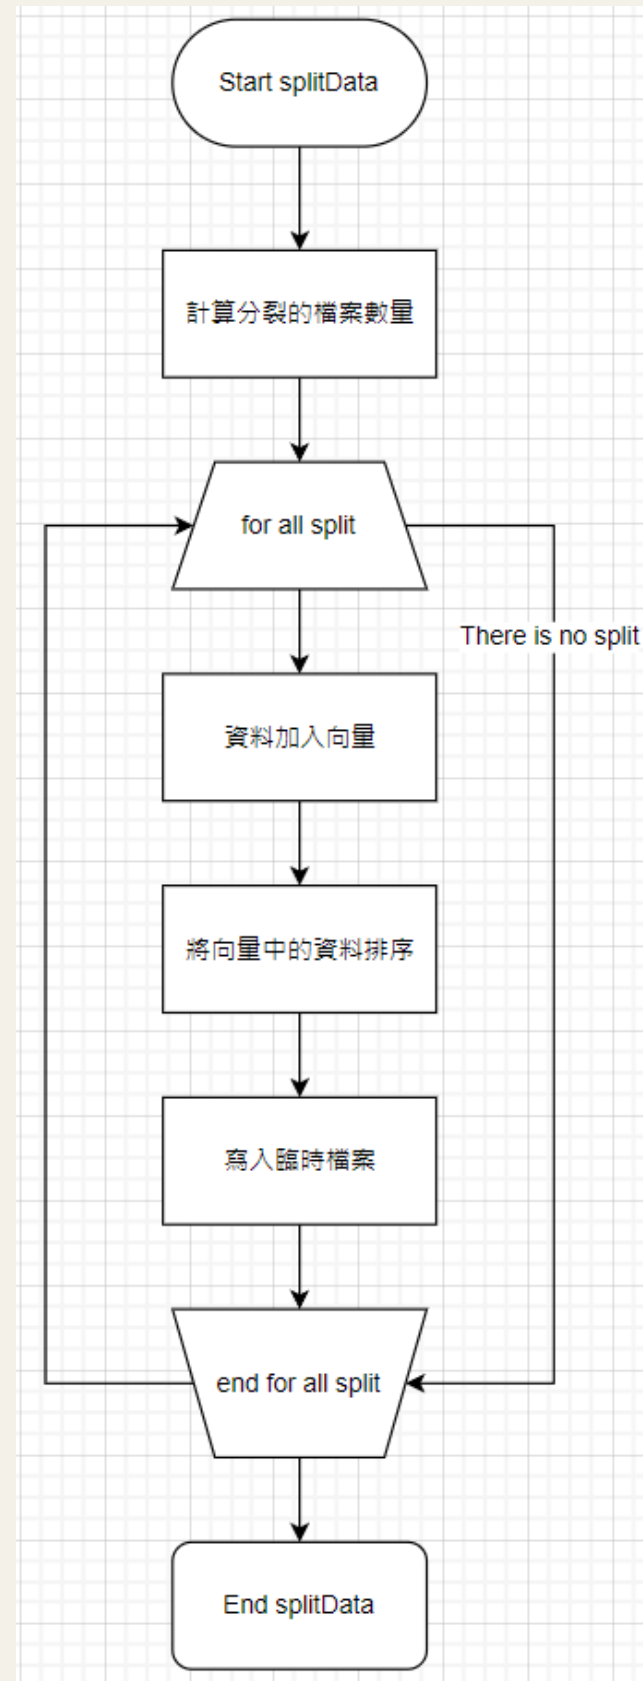 Start splitData
計算分裂的檔案數量
for all split
There is no split
資料加入向量
將向量中的資料排序
寫入臨時檔案
end for all split
End splitData